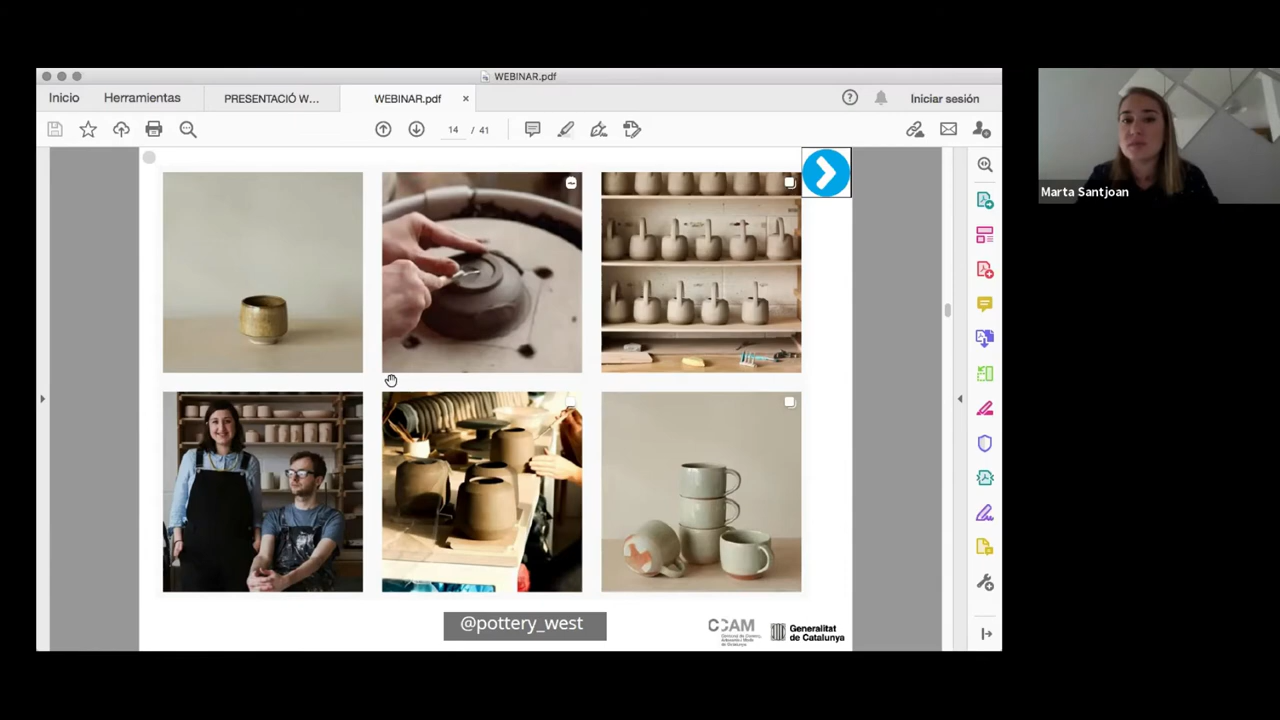 WEBINAR.pdf
Inicio
Herramientas
PRESENTACIÓ W...
WEBINAR.pdf
Iniciar sesión
14 / 41
Marta Santjoan
@pottery_west
CCAM
Generalitat
de Catalunya